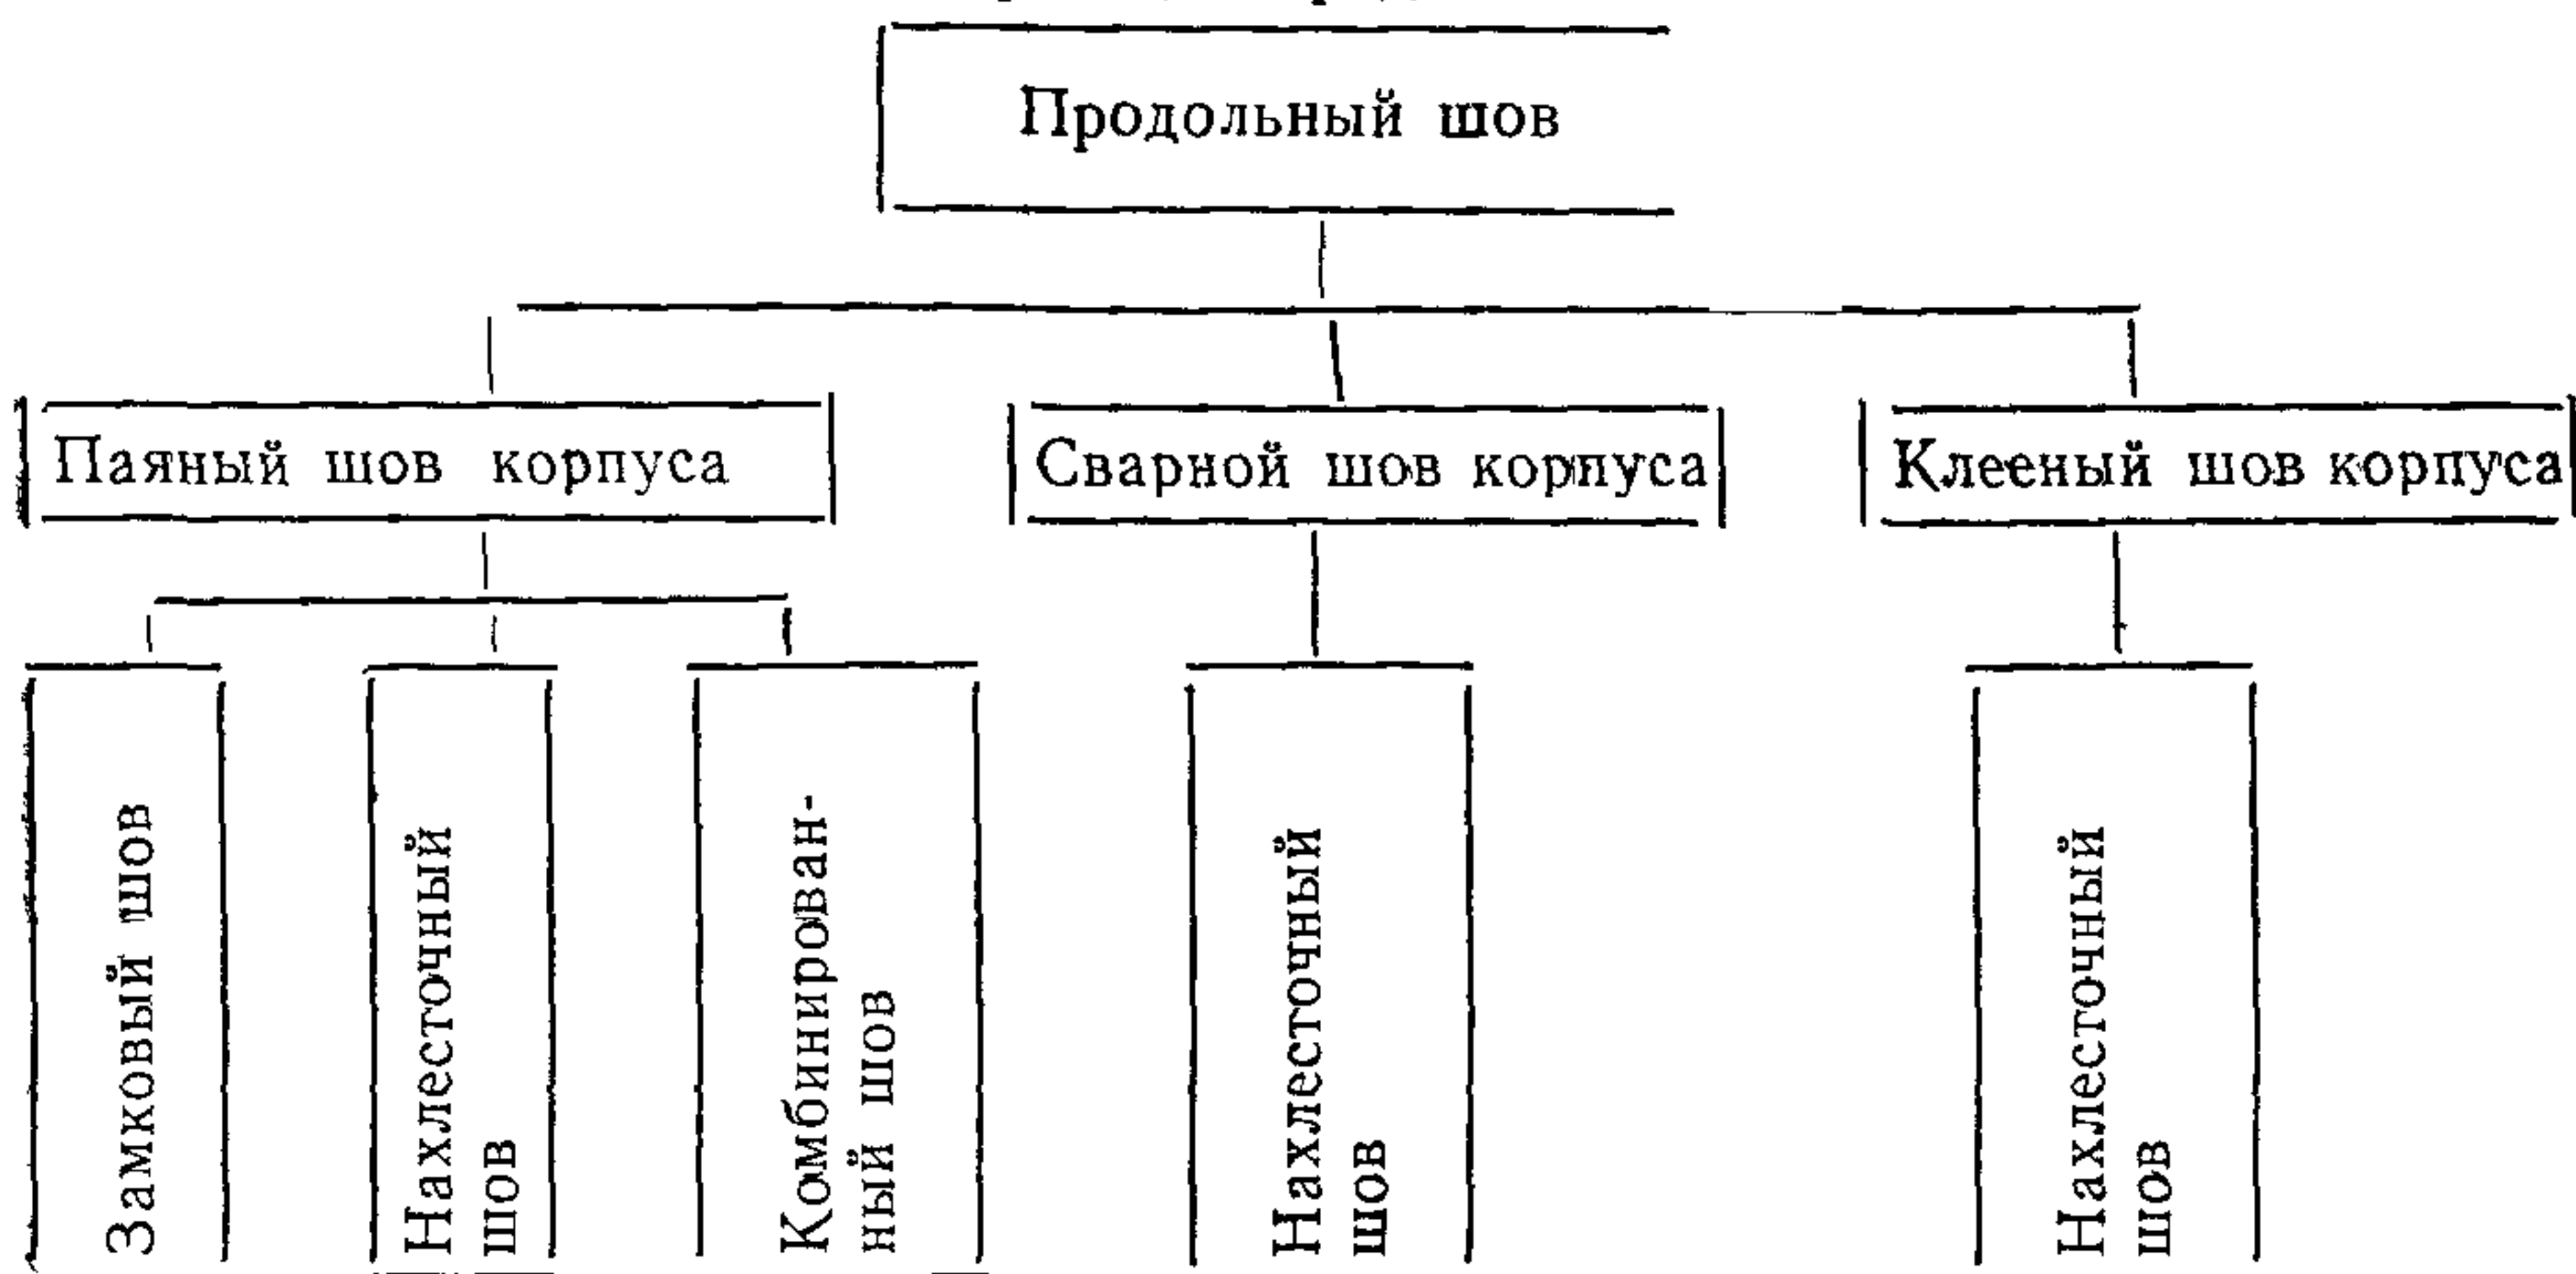 Продольный шов
Паяный шов корпуса
Сварной шов корпуса
Клееный шов корпуса
Замковый шов
Нахлесточный
шов
Комбинирован-
ный шов
Нахлесточный
шов
Нахлесточный
шов